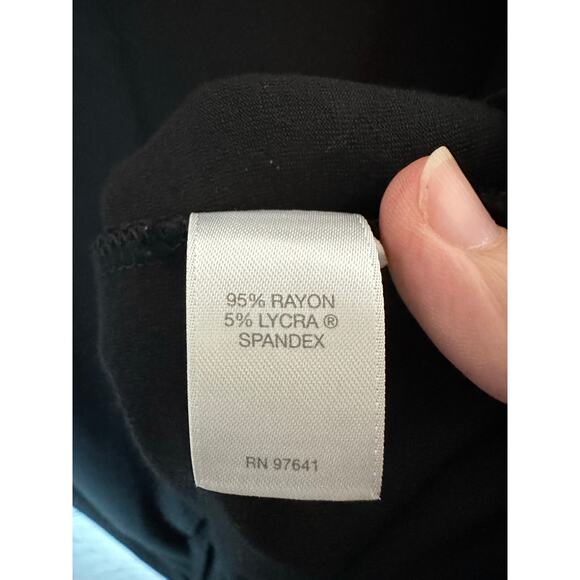 95% RAYON
5% LYCRA ®
SPANDEX
RN 97641